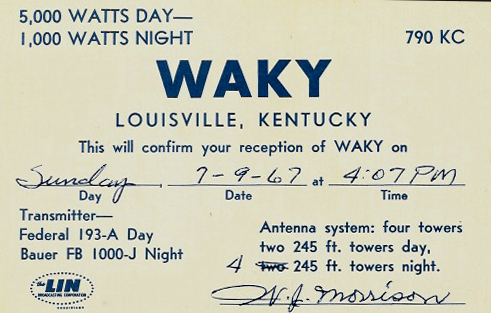 5,000 WATTS DAY—
1,000 WATTS NIGHT
790 KC
WAKY
LOUISVILLE, KENTUCKY
This will confirm your reception of WAKY on
Sunday, 7-9-67 at 4:07 PM
Day Date Time
Transmitter—
Federal 193-A Day
Bauer FB 1000-J Night
Antenna system: four towers
two 245 ft. towers day,
4 two 245 ft. towers night.
the LIN
BROADCASTING CORPORATION
W. J. Morrison